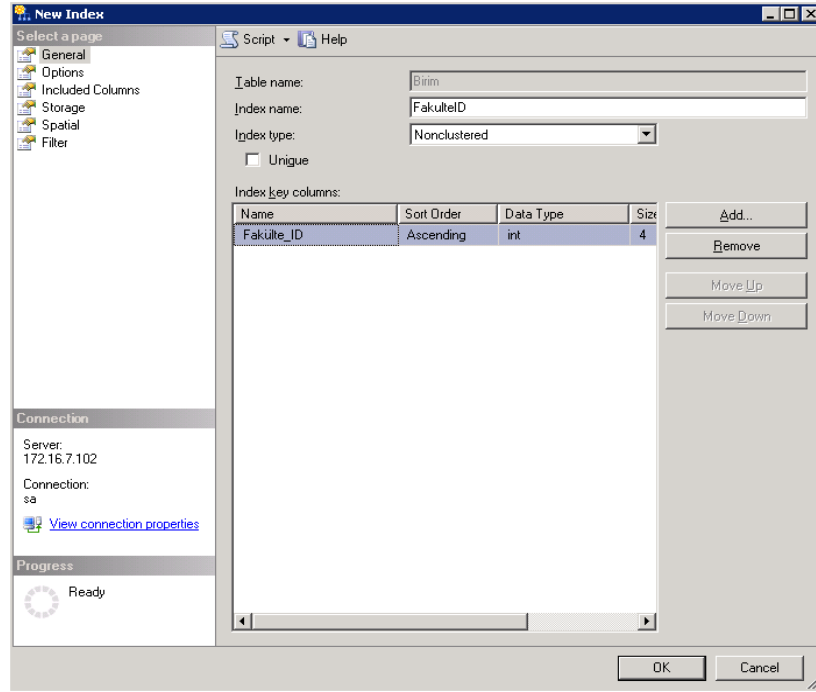 New Index
Select a page
General
Options
Included Columns
Storage
Spatial
Filter
Script Help
Table name: Birim
Index name: FakulteID
Index type: Nonclustered
Unique
Index key columns:
Name Sort Order Data Type Size
Fakülte_ID Ascending int 4
Add...
Remove
Move Up
Move Down
Connection
Server:
172.16.7.102
Connection:
sa
View connection properties
Progress
Ready
OK Cancel